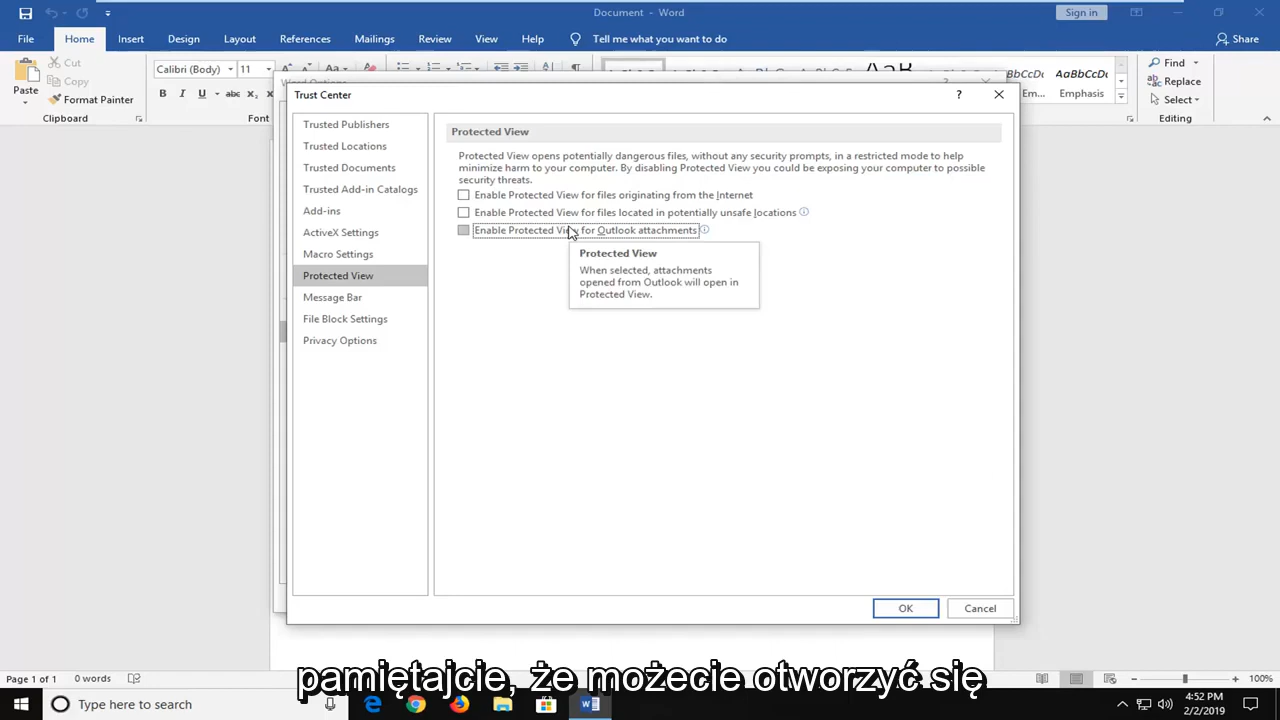 Document - Word
Sign in
File Home Insert Design Layout References Mailings Review View Help Tell me what you want to do Share
Paste
Cut
Copy
Format Painter
Clipboard
Calibri (Body) 11
B I U abc x x
Font
AaBbCcDc
Emphasis
Find
Replace
Select
Editing
Word Options
Trust Center
Trusted Publishers
Trusted Locations
Trusted Documents
Trusted Add-in Catalogs
Add-ins
ActiveX Settings
Macro Settings
Protected View
Message Bar
File Block Settings
Privacy Options
Protected View
Protected View opens potentially dangerous files, without any security prompts, in a restricted mode to help
minimize harm to your computer. By disabling Protected View you could be exposing your computer to possible
security threats.
Enable Protected View for files originating from the Internet
Enable Protected View for files located in potentially unsafe locations
Enable Protected View for Outlook attachments
Protected View
When selected, attachments
opened from Outlook will open in
Protected View.
OK Cancel
pamiętajcie, że możecie otworzyć się
Page 1 of 1 0 words
100%
Type here to search
4:52 PM
2/2/2019